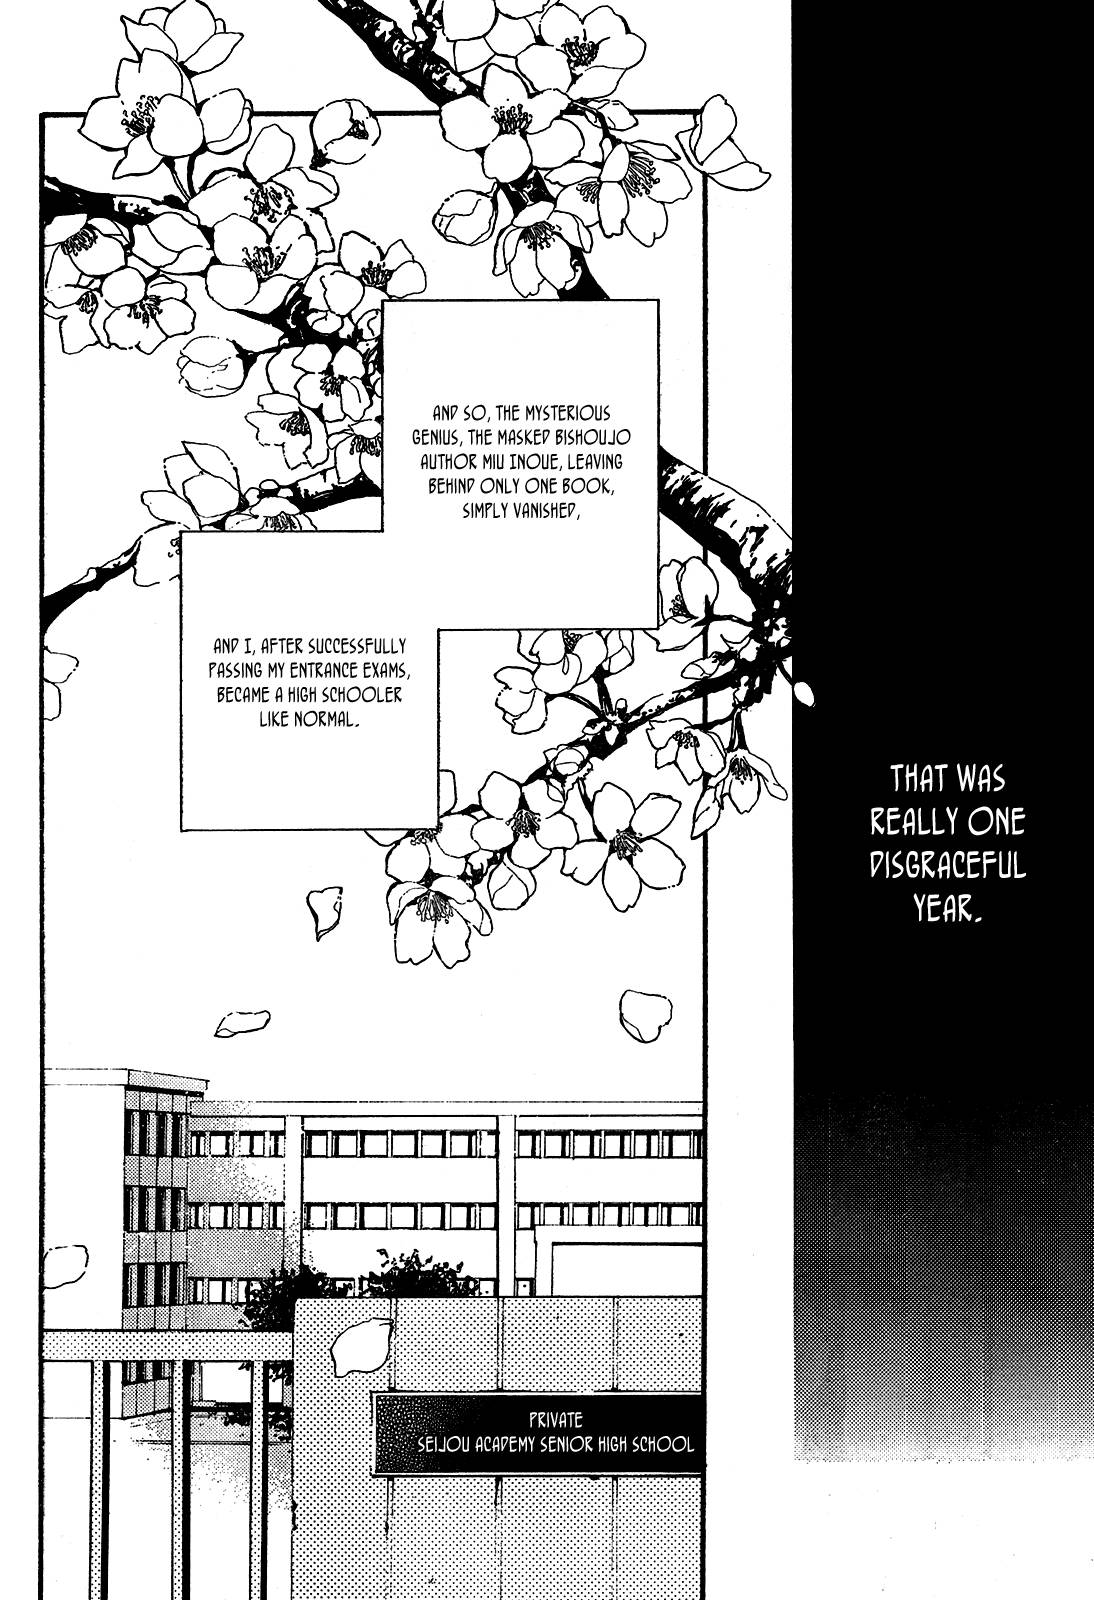 THAT WAS
REALLY ONE
DISGRACEFUL
YEAR.
AND SO, THE MYSTERIOUS
GENIUS, THE MASKED BISHOUJO
AUTHOR MIU INOUE, LEAVING
BEHIND ONLY ONE BOOK,
SIMPLY VANISHED,
AND I, AFTER SUCCESSFULLY
PASSING MY ENTRANCE EXAMS,
BECAME A HIGH SCHOOLER
LIKE NORMAL.
PRIVATE
SEIJOU ACADEMY SENIOR HIGH SCHOOL